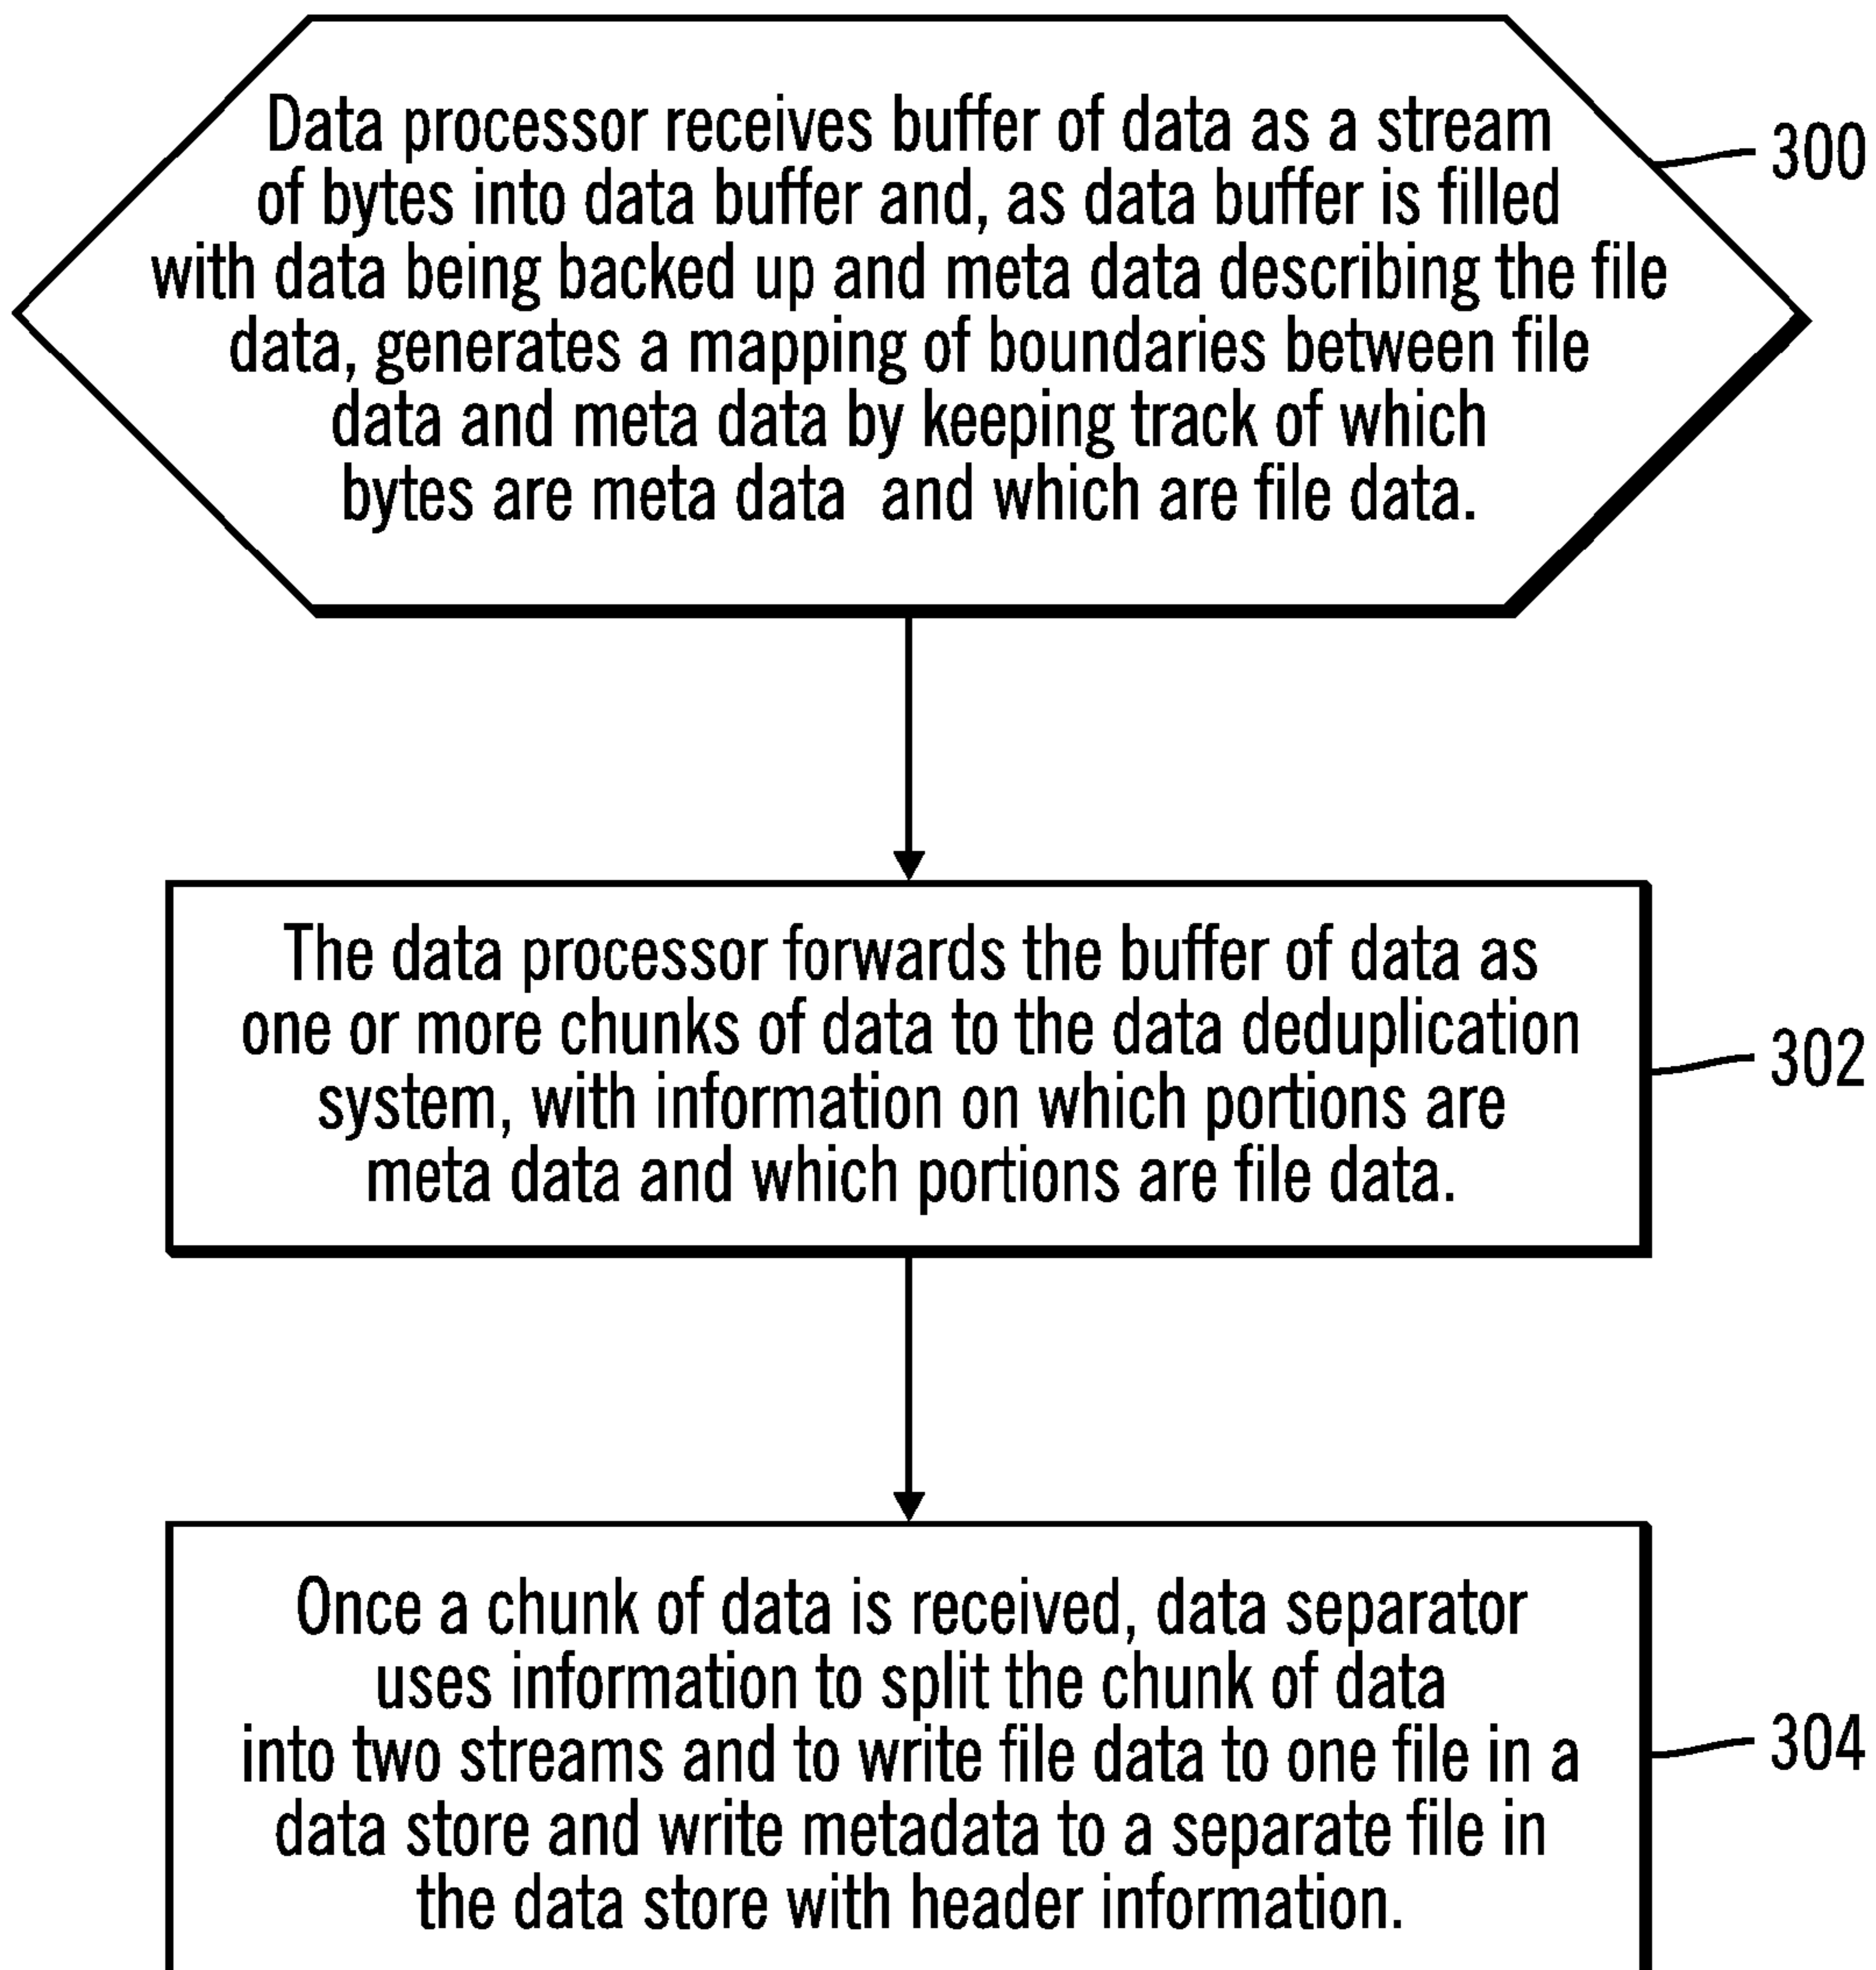 Data processor receives buffer of data as a stream
of bytes into data buffer and, as data buffer is filled
with data being backed up and meta data describing the file
data, generates a mapping of boundaries between file
data and meta data by keeping track of which
bytes are meta data  and which are file data.
300
The data processor forwards the buffer of data as
one or more chunks of data to the data deduplication
system, with information on which portions are
meta data and which portions are file data.
302
Once a chunk of data is received, data separator
uses information to split the chunk of data
into two streams and to write file data to one file in a
data store and write metadata to a separate file in
the data store with header information.
304